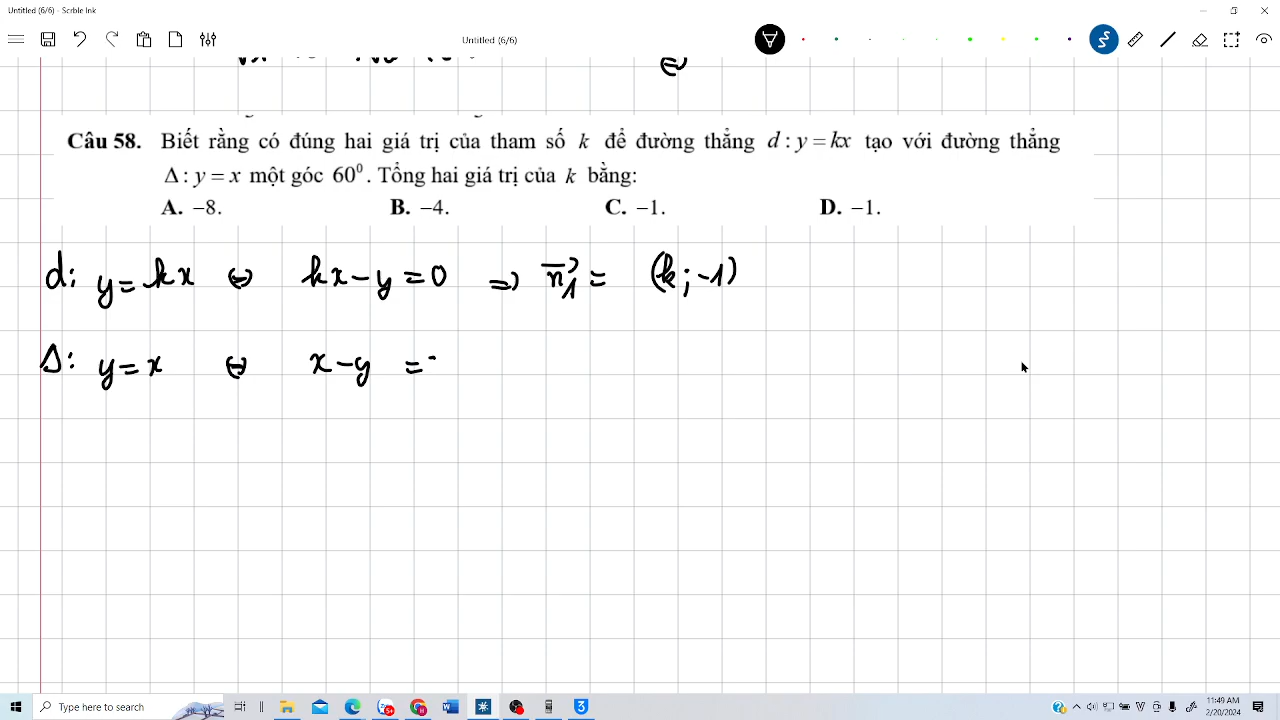 Untitled (6/6) - Scrble Ink
Untitled (6/6)
Câu 58. Biết rằng có đúng hai giá trị của tham số k để đường thẳng d : y = kx tạo với đường thẳng
Δ : y = x một góc 60⁰. Tổng hai giá trị của k bằng:
A. −8. B. −4. C. −1. D. −1.
d: y = kx ⇔ kx − y = 0 ⇒ n⃗₁ = (k; −1)
Δ: y = x ⇔ x − y =
Type here to search
11:49 AM
2/20/2024